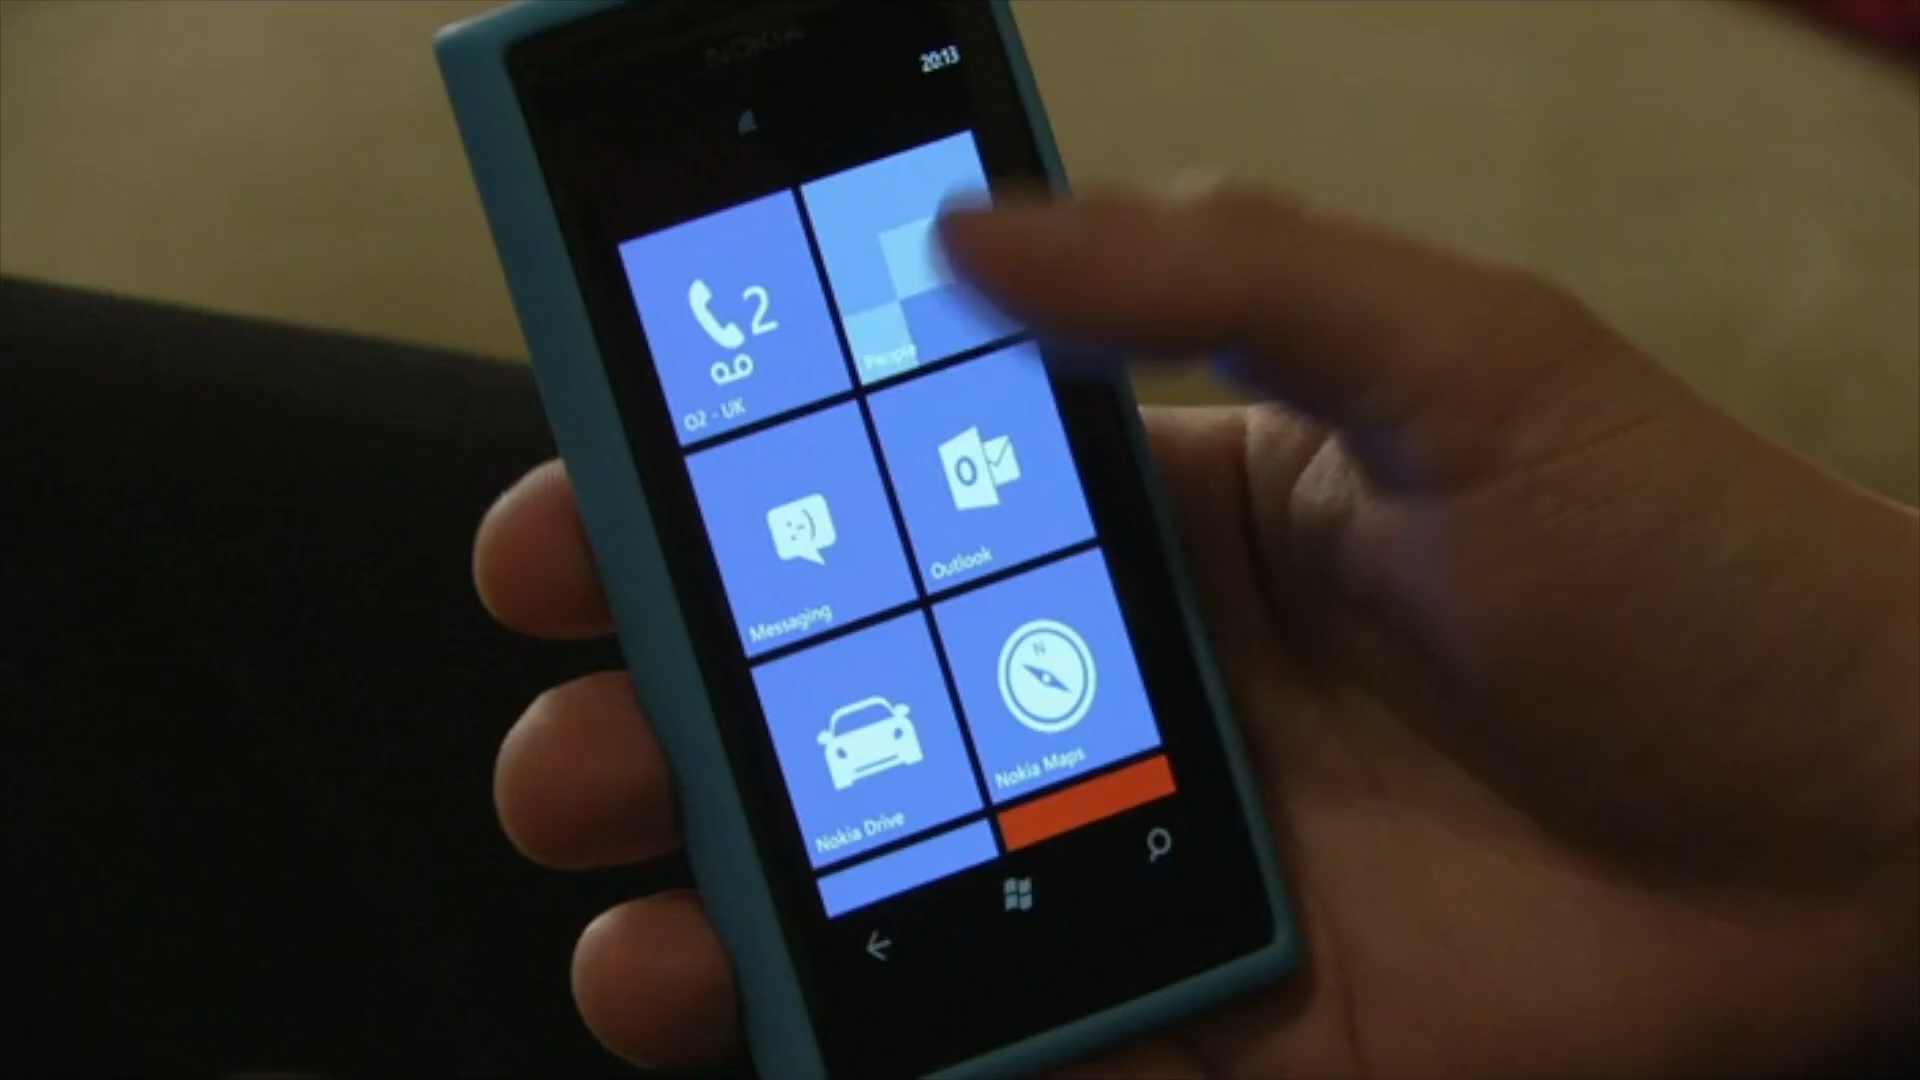 NOKIA
20:13
2
O2 - UK
People
:-)
O
Outlook
Messaging
N
Nokia Maps
Nokia Drive